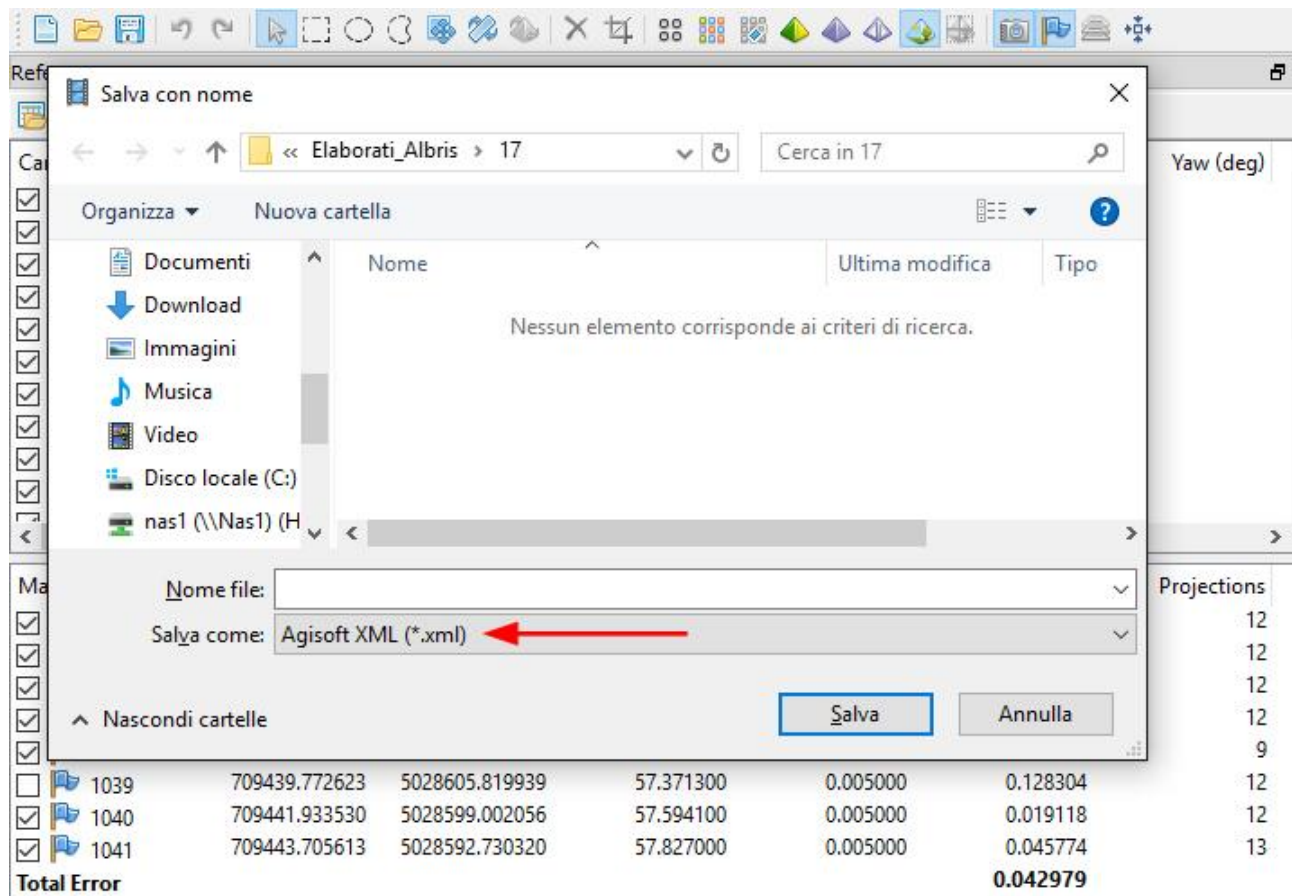 Refe
Salva con nome
« Elaborati_Albris > 17
Cerca in 17
Yaw (deg)
Organizza
Nuova cartella
?
Documenti
Download
Immagini
Musica
Video
Disco locale (C:)
nas1 (\\Nas1) (H
Nome
Ultima modifica
Tipo
Nessun elemento corrisponde ai criteri di ricerca.
Ma
Nome file:
Salva come: Agisoft XML (*.xml)
Nascondi cartelle
Salva
Annulla
Projections
12
12
12
12
9
1039 709439.772623 5028605.819939 57.371300 0.005000 0.128304 12
1040 709441.933530 5028599.002056 57.594100 0.005000 0.019118 12
1041 709443.705613 5028592.730320 57.827000 0.005000 0.045774 13
Total Error 0.042979